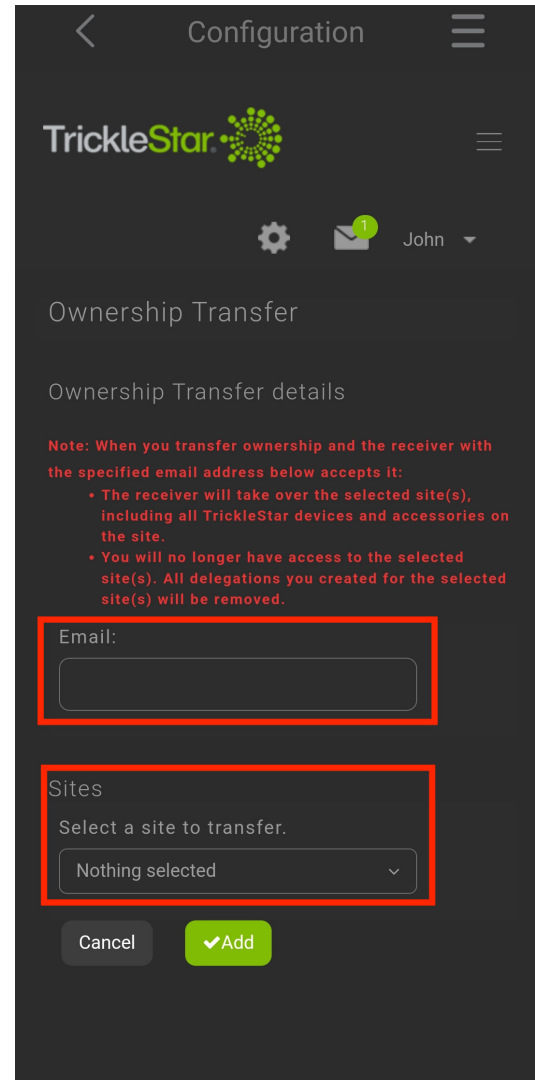 Configuration
TrickleStar®
1
John
Ownership Transfer
Ownership Transfer details
Note: When you transfer ownership and the receiver with
the specified email address below accepts it:
• The receiver will take over the selected site(s),
including all TrickleStar devices and accessories on
the site.
• You will no longer have access to the selected
site(s). All delegations you created for the selected
site(s) will be removed.
Email:
Sites
Select a site to transfer.
Nothing selected
Cancel
Add